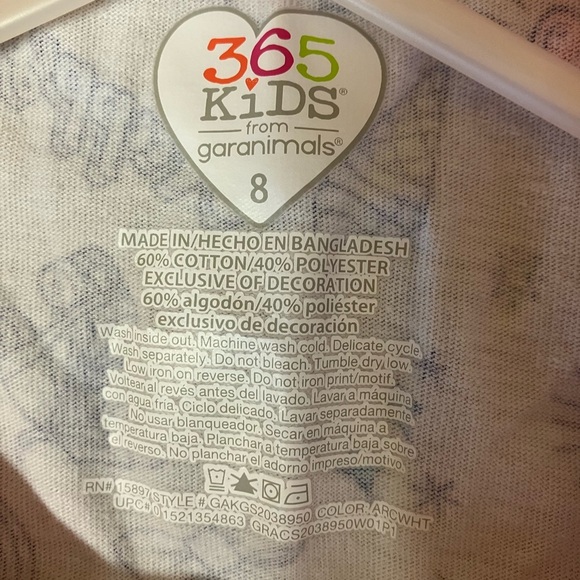 365
KiDS®
from
garanimals®
8
MADE IN/HECHO EN BANGLADESH
60% COTTON/40% POLYESTER
EXCLUSIVE OF DECORATION
60% algodón/40% poliéster
exclusivo de decoración
Wash inside out. Machine wash cold. Delicate cycle
Wash separately. Do not bleach. Tumble dry low
Low iron on reverse. Do not iron print/motif.
Voltear al revés antes del lavado. Lavar a máquina
con agua fría. Ciclo delicado. Lavar separadamente
No usar blanqueador. Secar en máquina a
temperatura baja. Planchar a temperatura baja sobre
el reverso. No planchar el adorno impreso/motivo.
RN# 15897 STYLE # GAKGS2038950 COLOR: ARCWHT
UPC# 01521354863 GRACS2038950W01P1